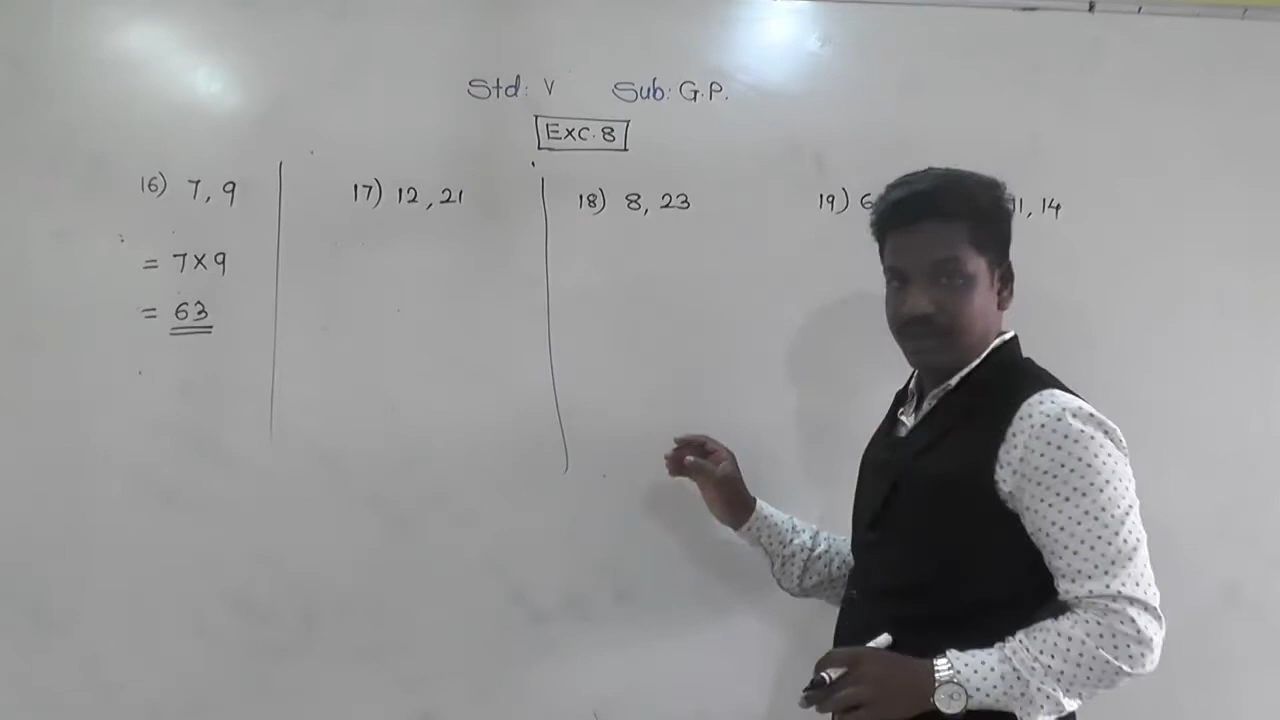 Std: V Sub: G.P.
Exc. 8
16) 7, 9
= 7×9
= 63
17) 12, 21
18) 8, 23
19) 6
11, 14